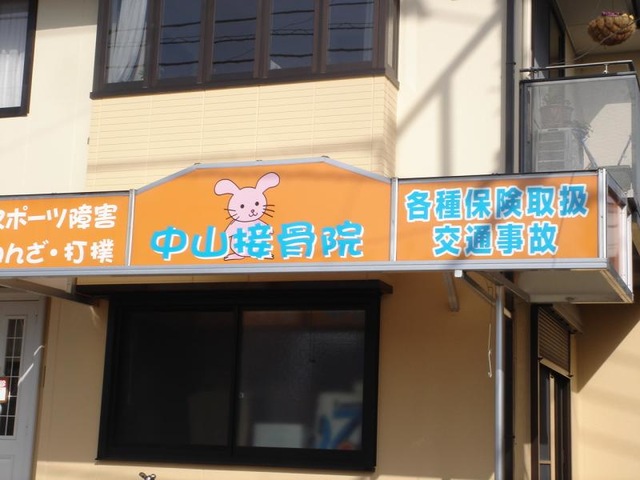 スポーツ障害
んざ・打撲
中山接骨院
各種保険取扱
交通事故